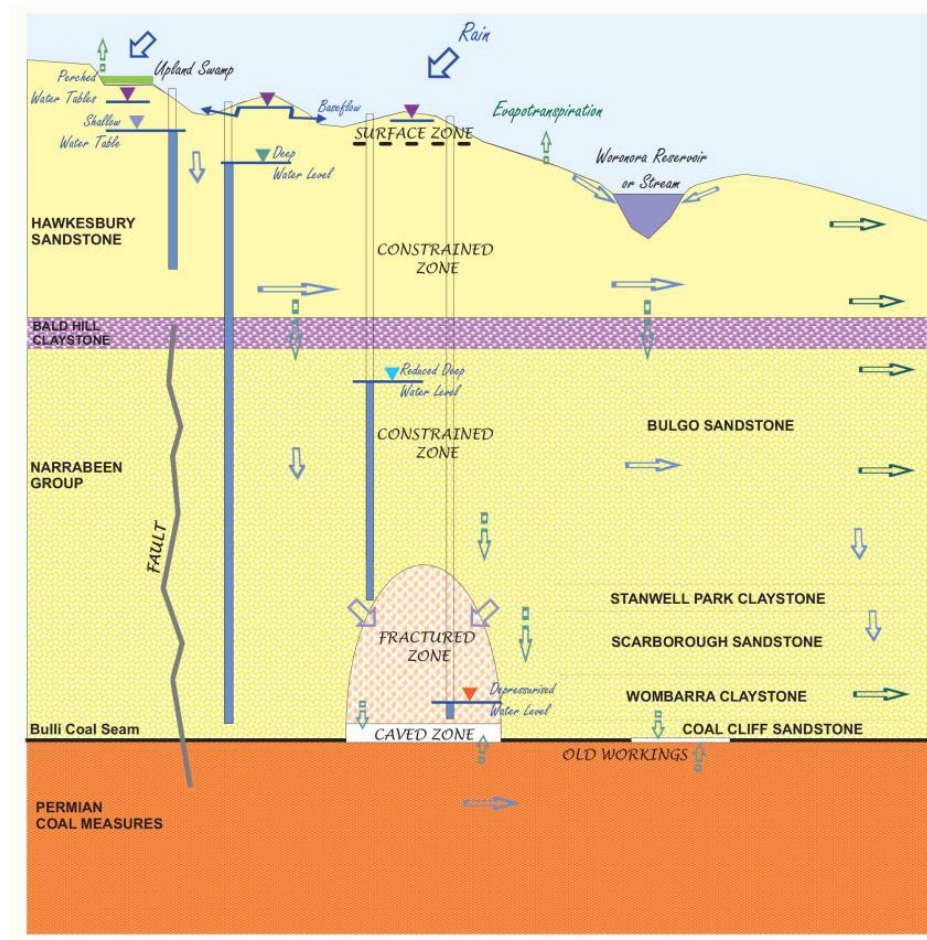 Rain
Upland Swamp
Perched
Water Tables
Baseflow
Evapotranspiration
Shallow
Water Table
SURFACE ZONE
Deep
Water Level
Woronora Reservoir
or Stream
HAWKESBURY
SANDSTONE
CONSTRAINED
ZONE
BALD HILL
CLAYSTONE
Reduced Deep
Water Level
CONSTRAINED
ZONE
BULGO SANDSTONE
NARRABEEN
GROUP
FAULT
STANWELL PARK CLAYSTONE
FRACTURED
ZONE
SCARBOROUGH SANDSTONE
Depressurised
Water Level
WOMBARRA CLAYSTONE
Bulli Coal Seam
CAVED ZONE
COAL CLIFF SANDSTONE
OLD WORKINGS
PERMIAN
COAL MEASURES